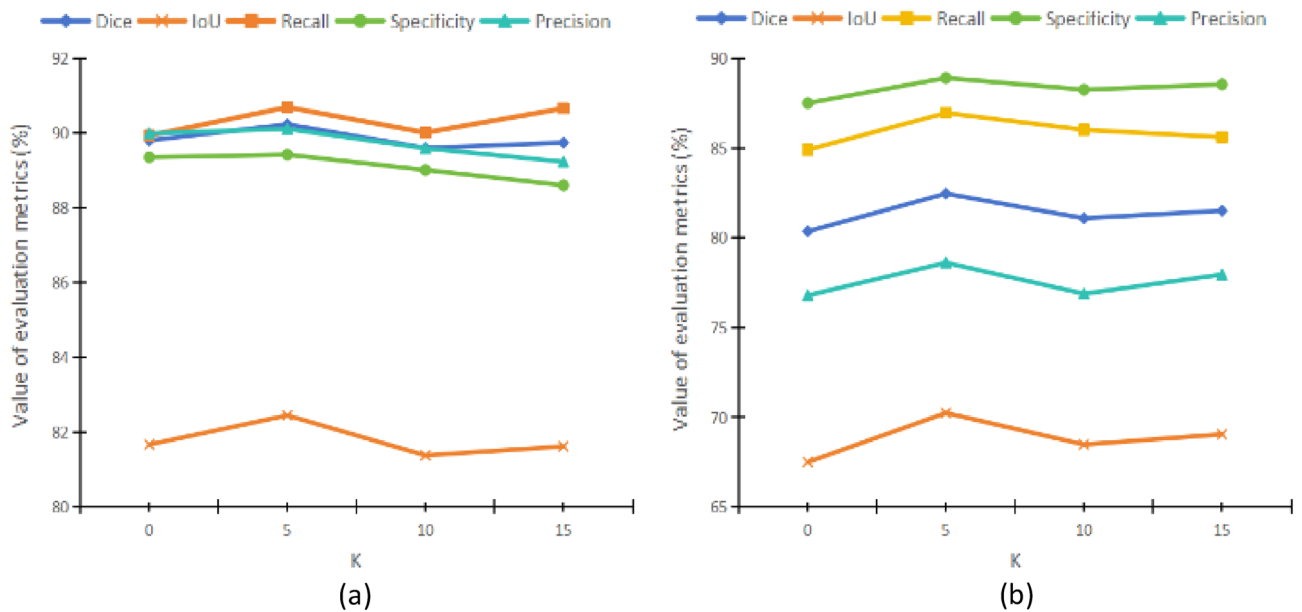 Dice IoU Recall Specificity Precision
92
90
88
86
84
82
80
Value of evaluation metrics (%)
0 5 10 15
K
(a)
Dice IoU Recall Specificity Precision
90
85
80
75
70
65
Value of evaluation metrics (%)
0 5 10 15
K
(b)